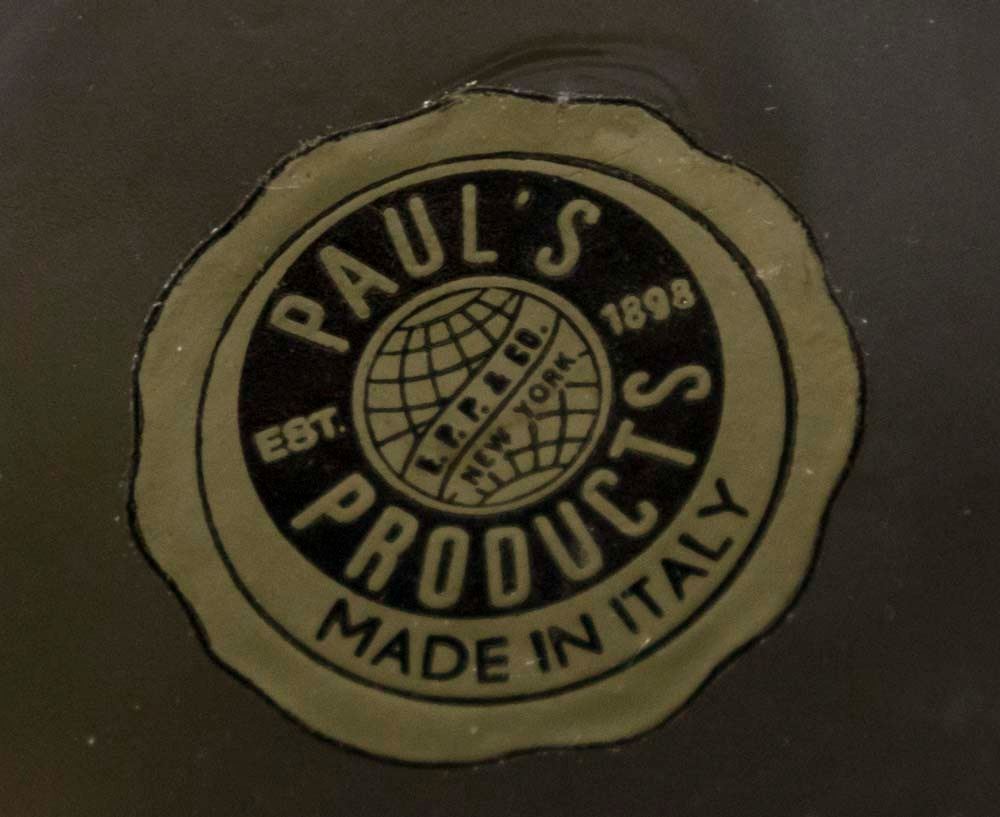 PAUL'S
EST. 1898
PRODUCTS
P.P. & CO.
NEW YORK
MADE IN ITALY